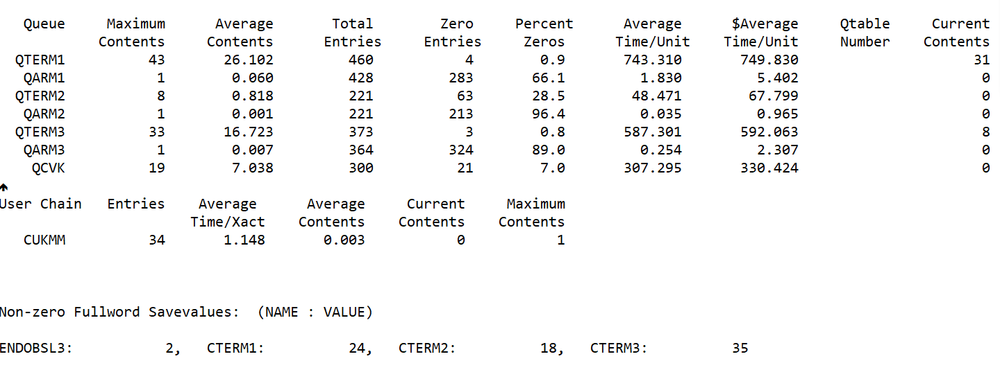 Queue Maximum Average Total Zero Percent Average $Average Qtable Current
Contents Contents Entries Entries Zeros Time/Unit Time/Unit Number Contents
QTERM1 43 26.102 460 4 0.9 743.310 749.830 31
QARM1 1 0.060 428 283 66.1 1.830 5.402 0
QTERM2 8 0.818 221 63 28.5 48.471 67.799 0
QARM2 1 0.001 221 213 96.4 0.035 0.965 0
QTERM3 33 16.723 373 3 0.8 587.301 592.063 8
QARM3 1 0.007 364 324 89.0 0.254 2.307 0
QCVK 19 7.038 300 21 7.0 307.295 330.424 0
User Chain Entries Average Average Current Maximum
Time/Xact Contents Contents Contents
CUKMM 34 1.148 0.003 0 1
Non-zero Fullword Savevalues: (NAME : VALUE)
ENDOBSL3: 2, CTERM1: 24, CTERM2: 18, CTERM3: 35